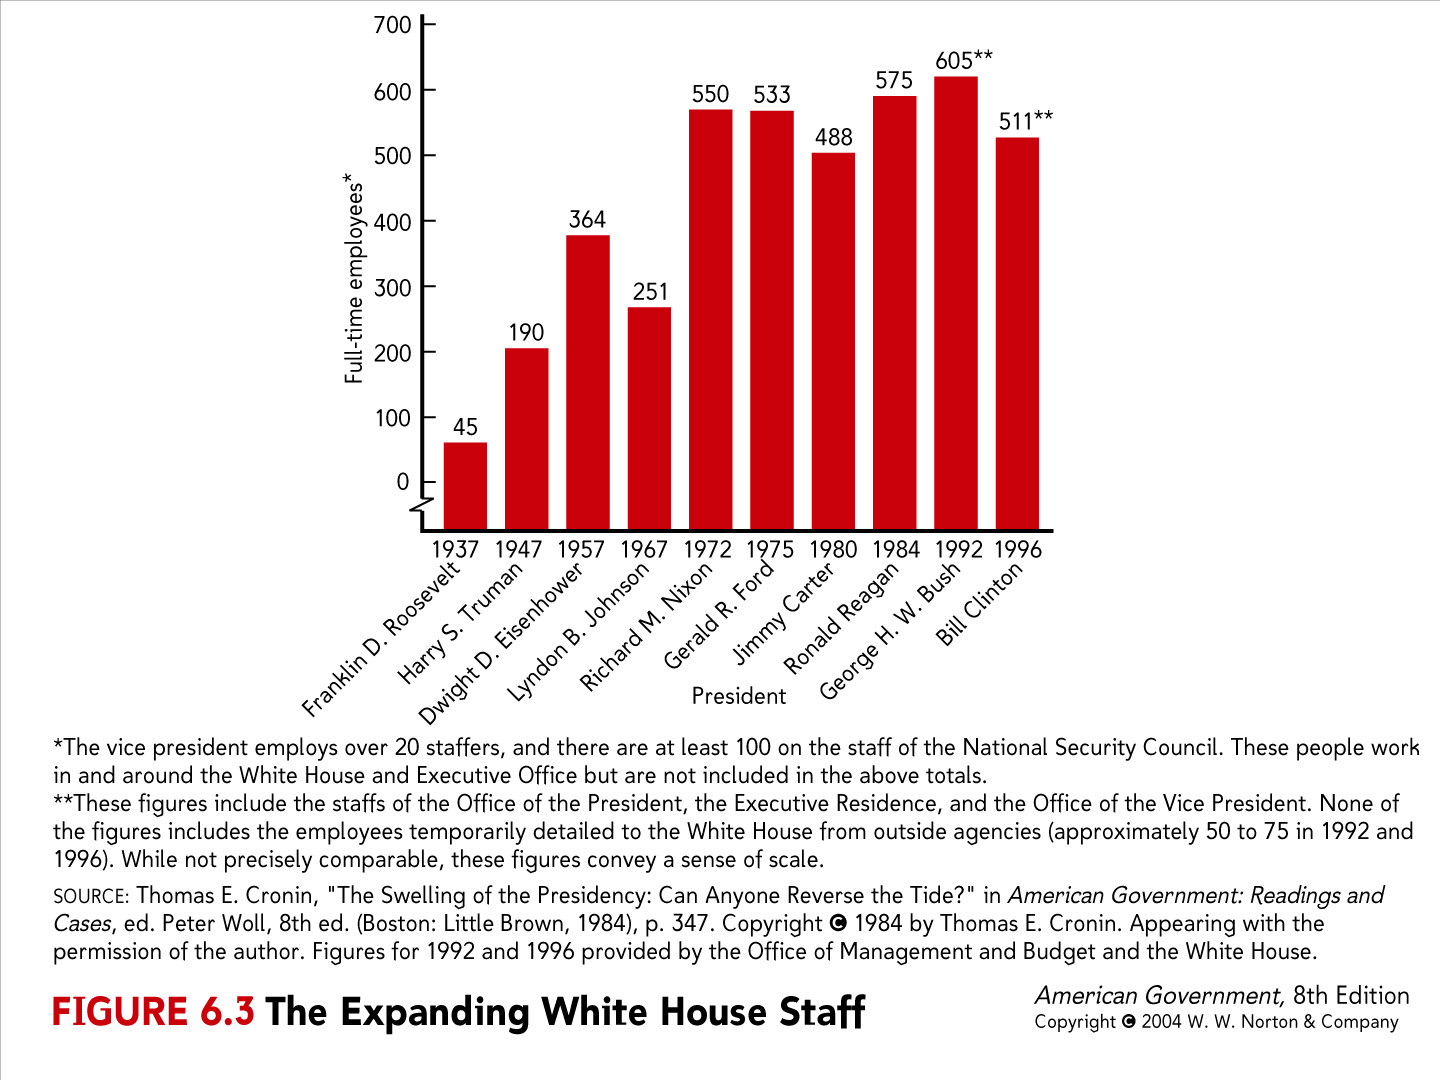 700
600
500
400
300
200
100
0
Full-time employees*
45
190
364
251
550
533
488
575
605**
511**
1937 1947 1957 1967 1972 1975 1980 1984 1992 1996
Franklin D. Roosevelt
Harry S. Truman
Dwight D. Eisenhower
Lyndon B. Johnson
Richard M. Nixon
Gerald R. Ford
Jimmy Carter
Ronald Reagan
George H. W. Bush
Bill Clinton
President
*The vice president employs over 20 staffers, and there are at least 100 on the staff of the National Security Council. These people work
in and around the White House and Executive Office but are not included in the above totals.
**These figures include the staffs of the Office of the President, the Executive Residence, and the Office of the Vice President. None of
the figures includes the employees temporarily detailed to the White House from outside agencies (approximately 50 to 75 in 1992 and
1996). While not precisely comparable, these figures convey a sense of scale.
SOURCE: Thomas E. Cronin, "The Swelling of the Presidency: Can Anyone Reverse the Tide?" in American Government: Readings and
Cases, ed. Peter Woll, 8th ed. (Boston: Little Brown, 1984), p. 347. Copyright © 1984 by Thomas E. Cronin. Appearing with the
permission of the author. Figures for 1992 and 1996 provided by the Office of Management and Budget and the White House.
FIGURE 6.3 The Expanding White House Staff
American Government, 8th Edition
Copyright © 2004 W. W. Norton & Company